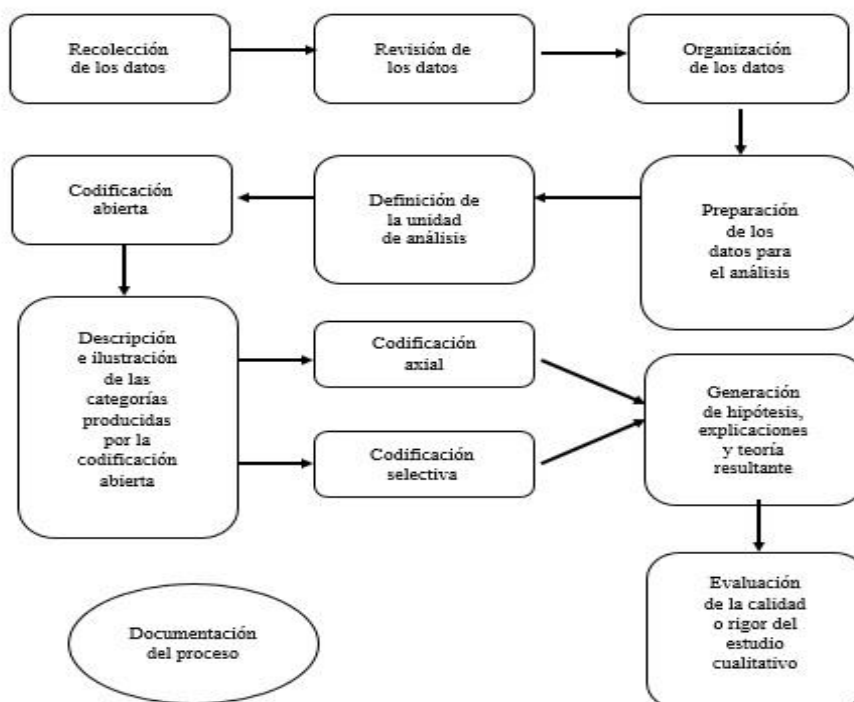 Recolección
de los datos
Revisión de
los datos
Organización
de los datos
Preparación
de los
datos para
el análisis
Definición de
la unidad
de análisis
Codificación
abierta
Descripción
e ilustración
de las
categorías
producidas
por la
codificación
abierta
Codificación
axial
Codificación
selectiva
Generación
de hipótesis,
explicaciones
y teoría
resultante
Evaluación
de la calidad
o rigor del
estudio
cualitativo
Documentación
del proceso